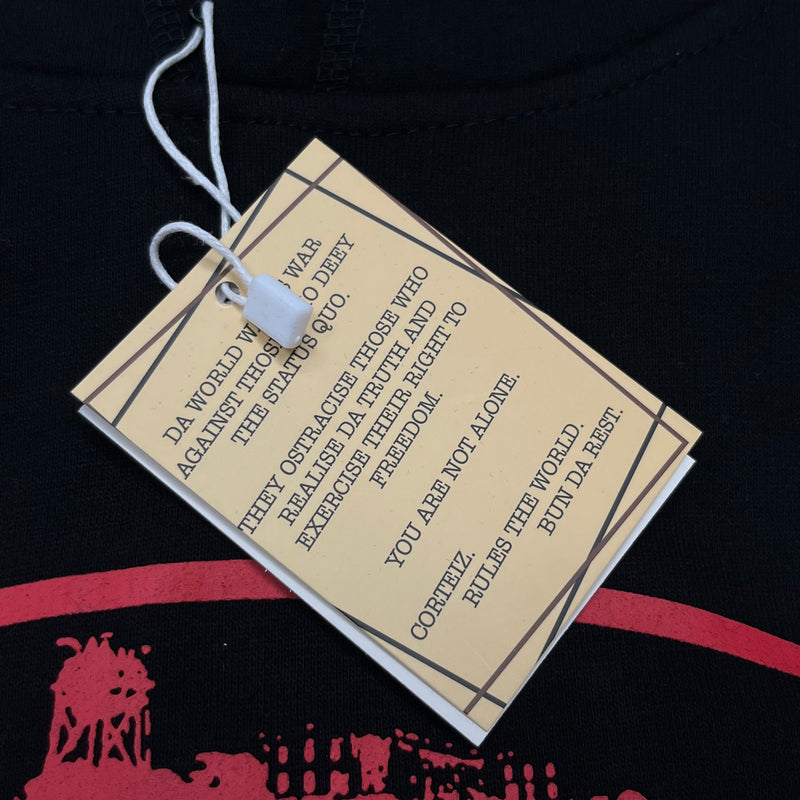 DA WORLD WAR
AGAINST DEFY
THE STATUS QUO.
THEY OSTRACISE THOSE WHO
REALISE DA TRUTH AND
EXERCISE THEIR RIGHT TO
FREEDOM.
YOU ARE NOT ALONE.
CORTEIZ.
RULES THE WORLD.
BUN DA REST.